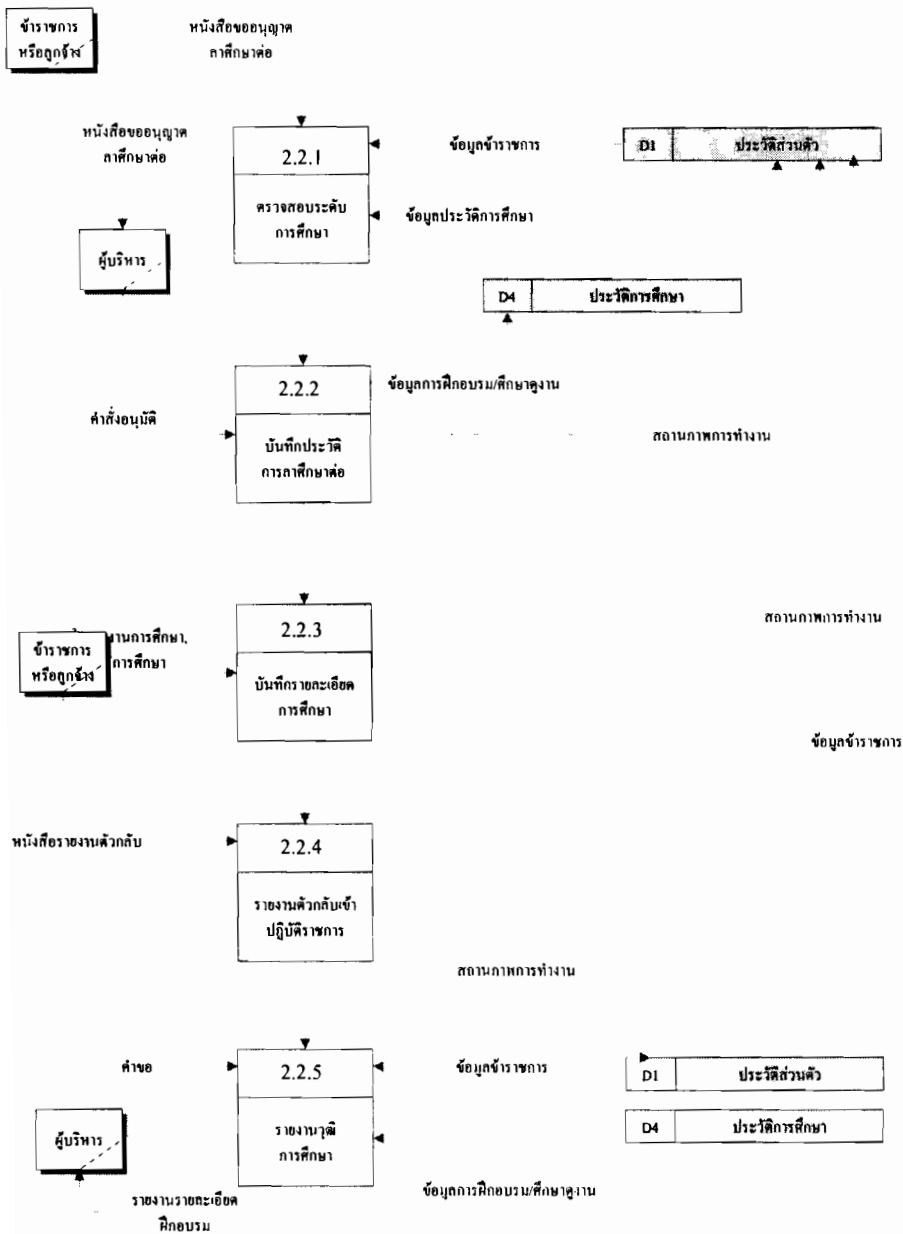 ข้าราชการ
หรือลูกจ้าง
หนังสือขออนุญาต
ลาศึกษาต่อ
หนังสือขออนุญาต
ลาศึกษาต่อ
2.2.1
ตรวจสอบระดับ
การศึกษา
ข้อมูลข้าราชการ
D1 ประวัติส่วนตัว
ข้อมูลประวัติการศึกษา
ผู้บริหาร
D4 ประวัติการศึกษา
2.2.2
ข้อมูลการฝึกอบรม/ศึกษาดูงาน
คำสั่งอนุมัติ
บันทึกประวัติ
การลาศึกษาต่อ
สถานภาพการทำงาน
สถานภาพการทำงาน
2.2.3
ข้าราชการ
หรือลูกจ้าง
งานการศึกษา,
การศึกษา
บันทึกรายละเอียด
การศึกษา
ข้อมูลข้าราชการ
หนังสือรายงานตัวกลับ
2.2.4
รายงานตัวกลับเข้า
ปฏิบัติราชการ
สถานภาพการทำงาน
คำขอ
2.2.5
ข้อมูลข้าราชการ
D1 ประวัติส่วนตัว
ผู้บริหาร
รายงานวุฒิ
การศึกษา
D4 ประวัติการศึกษา
ข้อมูลการฝึกอบรม/ศึกษาดูงาน
รายงานรายละเอียด
ฝึกอบรม